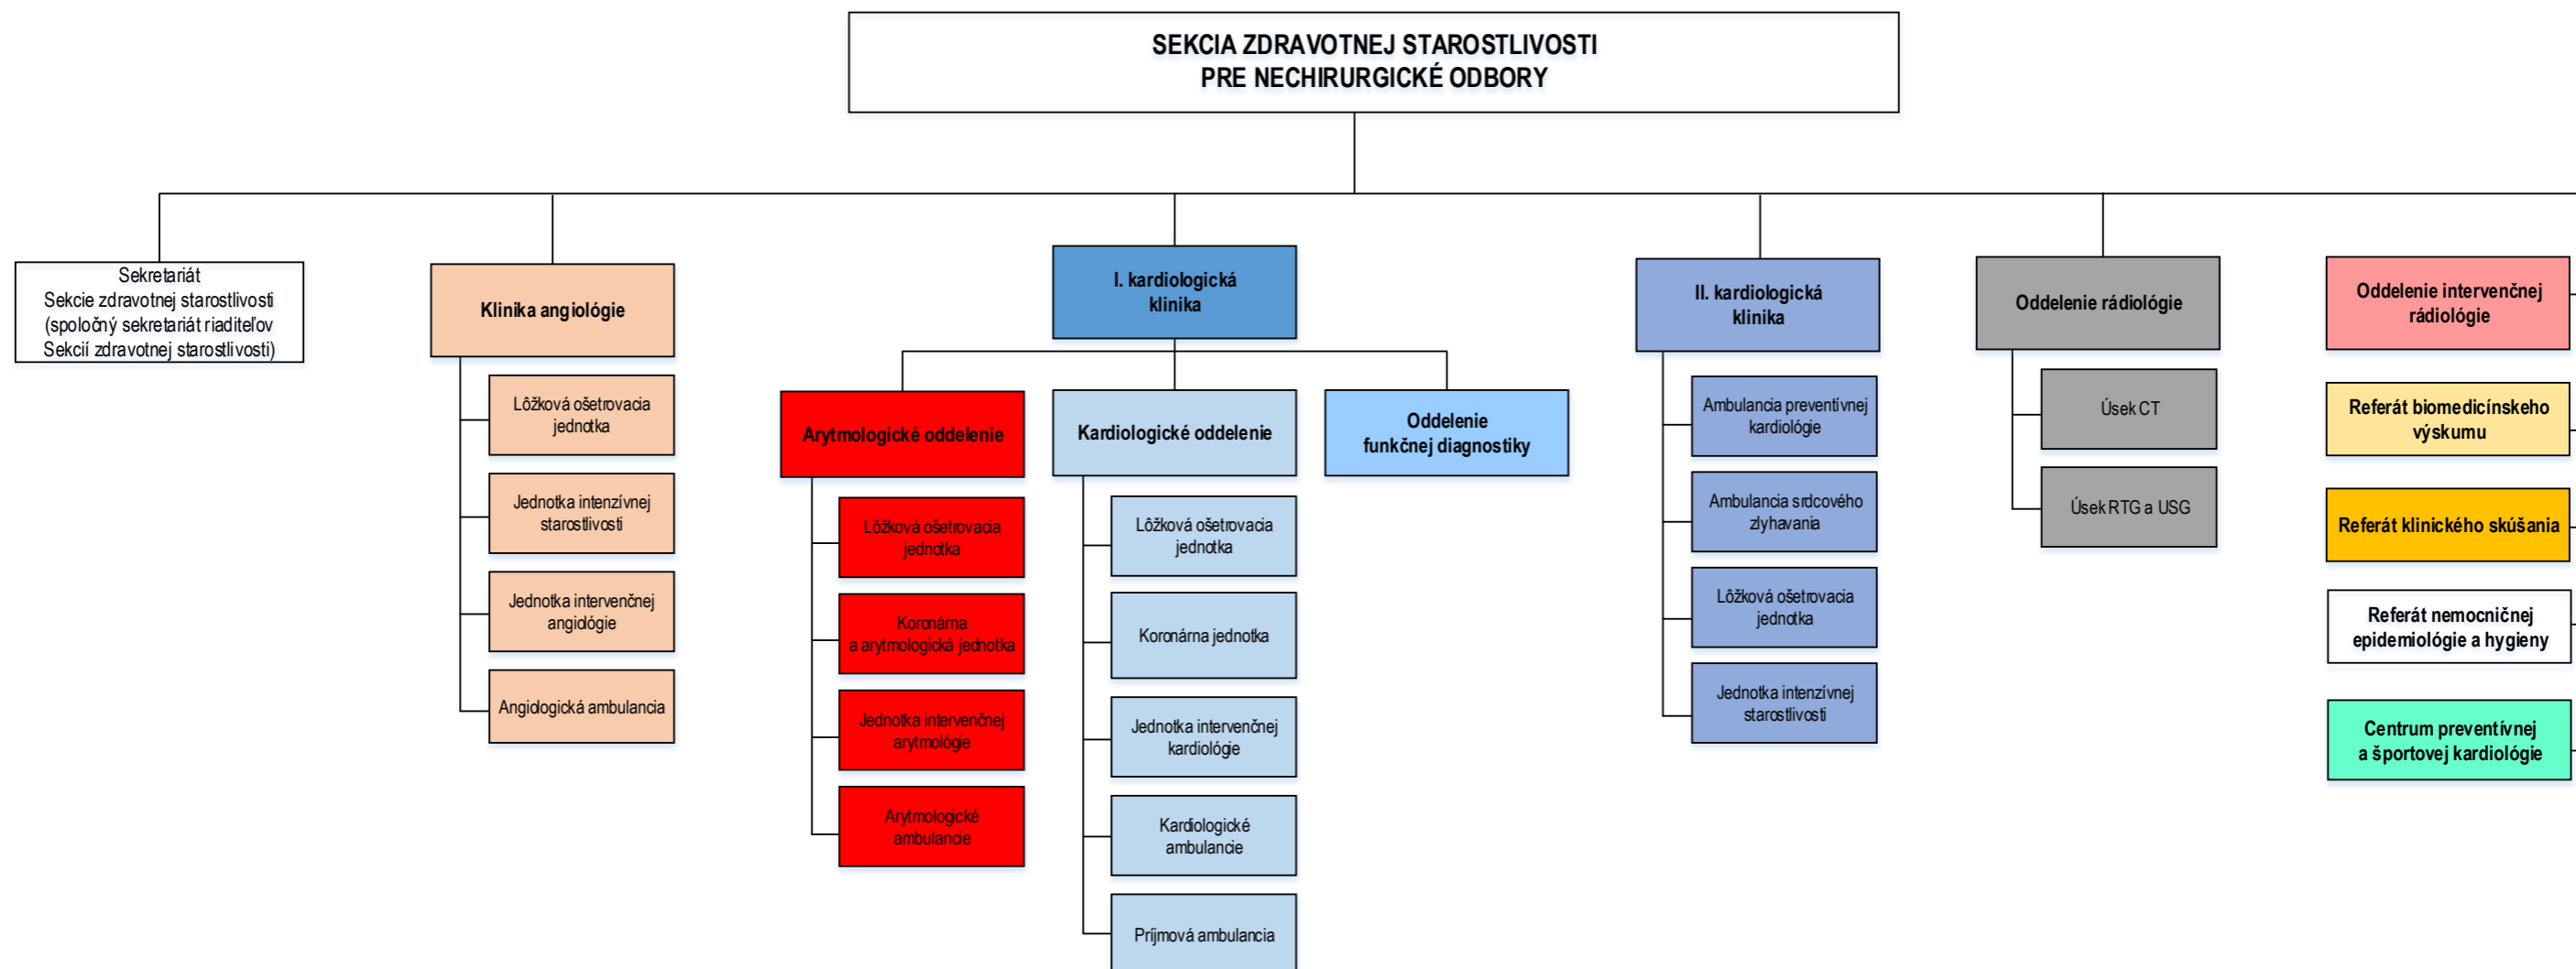 SEKCIA ZDRAVOTNEJ STAROSTLIVOSTI
PRE NECHIRURGICKÉ ODBORY
Sekretariát
Sekcie zdravotnej starostlivosti
(spoločný sekretariát riaditeľov
Sekcií zdravotnej starostlivosti)
Klinika angiológie
Lôžková ošetrovacia
jednotka
Jednotka intenzívnej
starostlivosti
Jednotka intervenčnej
angiológie
Angiologická ambulancia
I. kardiologická
klinika
Arytmologické oddelenie
Lôžková ošetrovacia
jednotka
Koronárna
a arytmologická jednotka
Jednotka intervenčnej
arytmológie
Arytmologické
ambulancie
Kardiologické oddelenie
Lôžková ošetrovacia
jednotka
Koronárna jednotka
Jednotka intervenčnej
kardiológie
Kardiologické
ambulancie
Príjmová ambulancia
Oddelenie
funkčnej diagnostiky
II. kardiologická
klinika
Ambulancia preventívnej
kardiológie
Ambulancia srdcového
zlyhavania
Lôžková ošetrovacia
jednotka
Jednotka intenzívnej
starostlivosti
Oddelenie rádiológie
Úsek CT
Úsek RTG a USG
Oddelenie intervenčnej
rádiológie
Referát biomedicínskeho
výskumu
Referát klinického skúšania
Referát nemocničnej
epidemiológie a hygieny
Centrum preventívnej
a športovej kardiológie